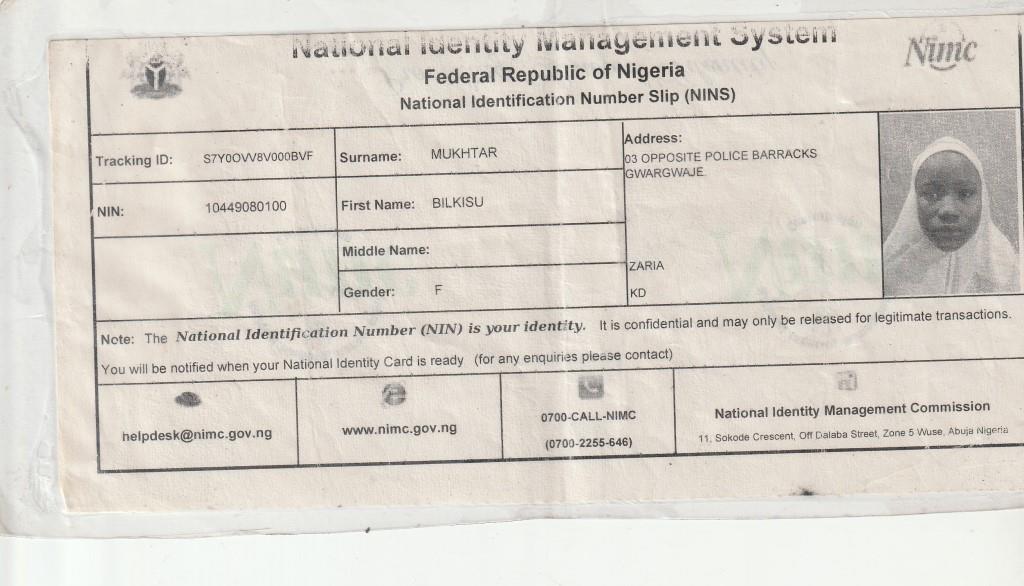 National Identity Management System
Nimc
Federal Republic of Nigeria
National Identification Number Slip (NINS)
Tracking ID: S7Y0OVV8V000BVF
Surname: MUKHTAR
Address:
03 OPPOSITE POLICE BARRACKS
GWARGWAJE
NIN: 10449080100
First Name: BILKISU
Middle Name:
ZARIA
Gender: F
KD
Note: The National Identification Number (NIN) is your identity. It is confidential and may only be released for legitimate transactions.
You will be notified when your National Identity Card is ready (for any enquiries please contact)
helpdesk@nimc.gov.ng
www.nimc.gov.ng
0700-CALL-NIMC
(0700-2255-646)
National Identity Management Commission
11, Sokode Crescent, Off Dalaba Street, Zone 5 Wuse, Abuja Nigeria